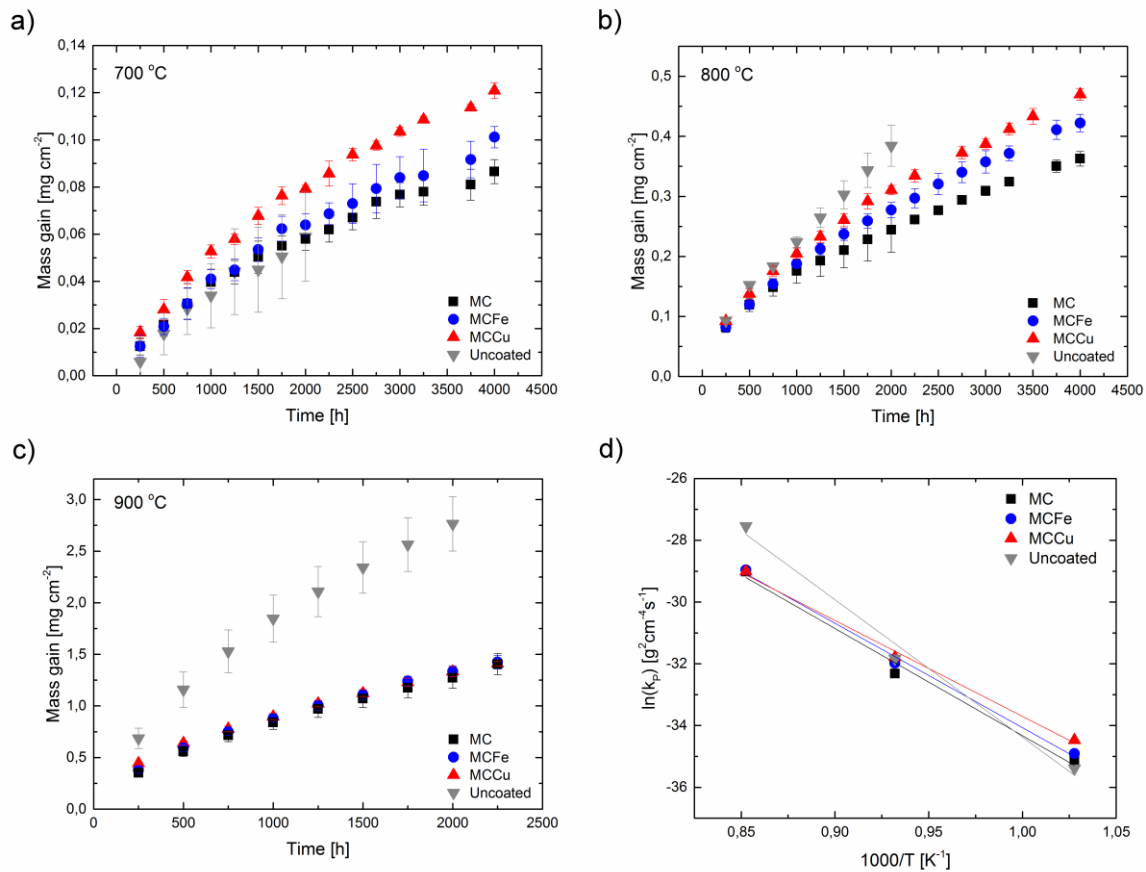 a)
700 °C
0,14
0,12
0,10
0,08
0,06
0,04
0,02
0,00
Mass gain [mg cm⁻²]
MC
MCFe
MCCu
Uncoated
0 500 1000 1500 2000 2500 3000 3500 4000 4500
Time [h]
b)
800 °C
0,5
0,4
0,3
0,2
0,1
0,0
Mass gain [mg cm⁻²]
MC
MCFe
MCCu
Uncoated
0 500 1000 1500 2000 2500 3000 3500 4000 4500
Time [h]
c)
900 °C
3,0
2,5
2,0
1,5
1,0
0,5
0,0
Mass gain [mg cm⁻²]
MC
MCFe
MCCu
Uncoated
0 500 1000 1500 2000 2500
Time [h]
d)
-26
-28
-30
-32
-34
-36
ln(kₚ) [g²cm⁻⁴s⁻¹]
MC
MCFe
MCCu
Uncoated
0,85 0,90 0,95 1,00 1,05
1000/T [K⁻¹]